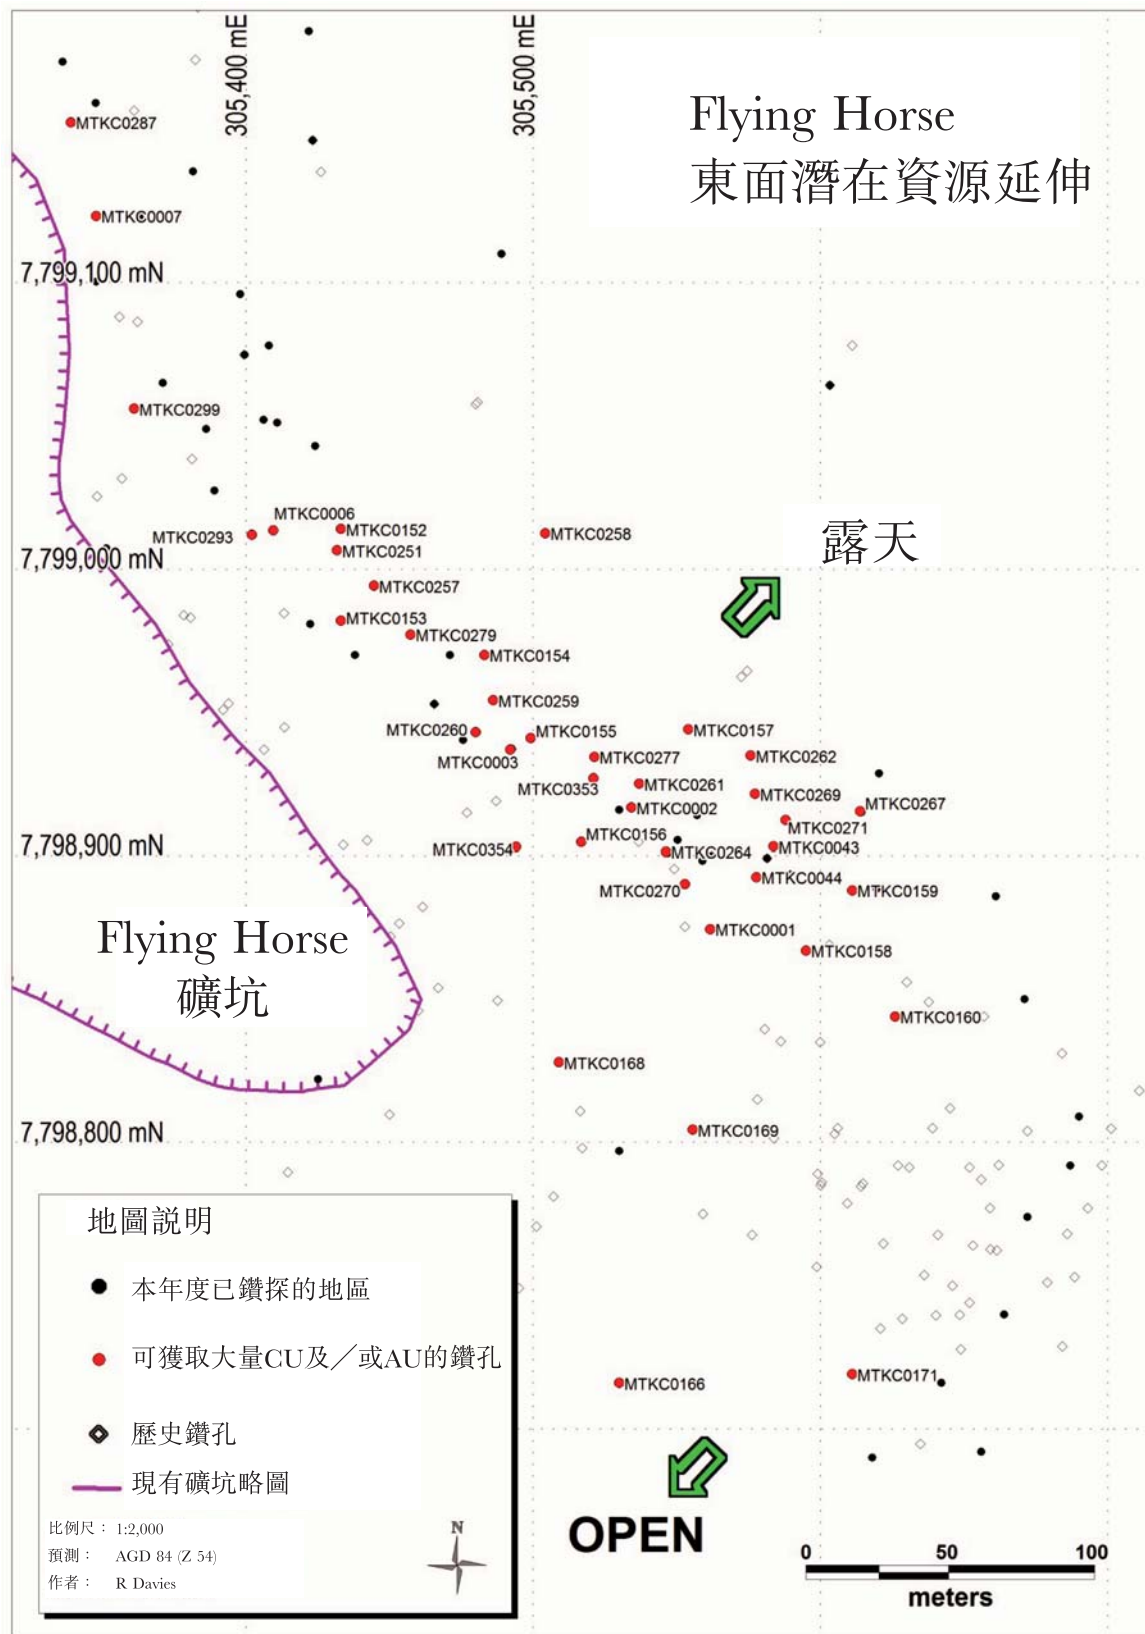 305,400 mE
305,500 mE
Flying Horse
東面潛在資源延伸
MTKC0287
MTKC0007
7,799,100 mN
MTKC0299
MTKC0006
MTKC0293
MTKC0152
MTKC0258
MTKC0251
露天
7,799,000 mN
MTKC0257
MTKC0153
MTKC0279
MTKC0154
MTKC0259
MTKC0260
MTKC0155
MTKC0157
MTKC0003
MTKC0277
MTKC0262
MTKC0353
MTKC0261
MTKC0269
MTKC0267
MTKC0002
MTKC0271
MTKC0156
7,798,900 mN
MTKC0354
MTKC0264
MTKC0043
MTKC0270
MTKC0044
MTKC0159
MTKC0001
MTKC0158
Flying Horse
礦坑
MTKC0160
MTKC0168
7,798,800 mN
MTKC0169
MTKC0166
MTKC0171
OPEN
地圖説明
本年度已鑽探的地區
可獲取大量CU及／或AU的鑽孔
歷史鑽孔
現有礦坑略圖
比例尺： 1:2,000
預測： AGD 84 (Z 54)
作者： R Davies
N
0 50 100
meters